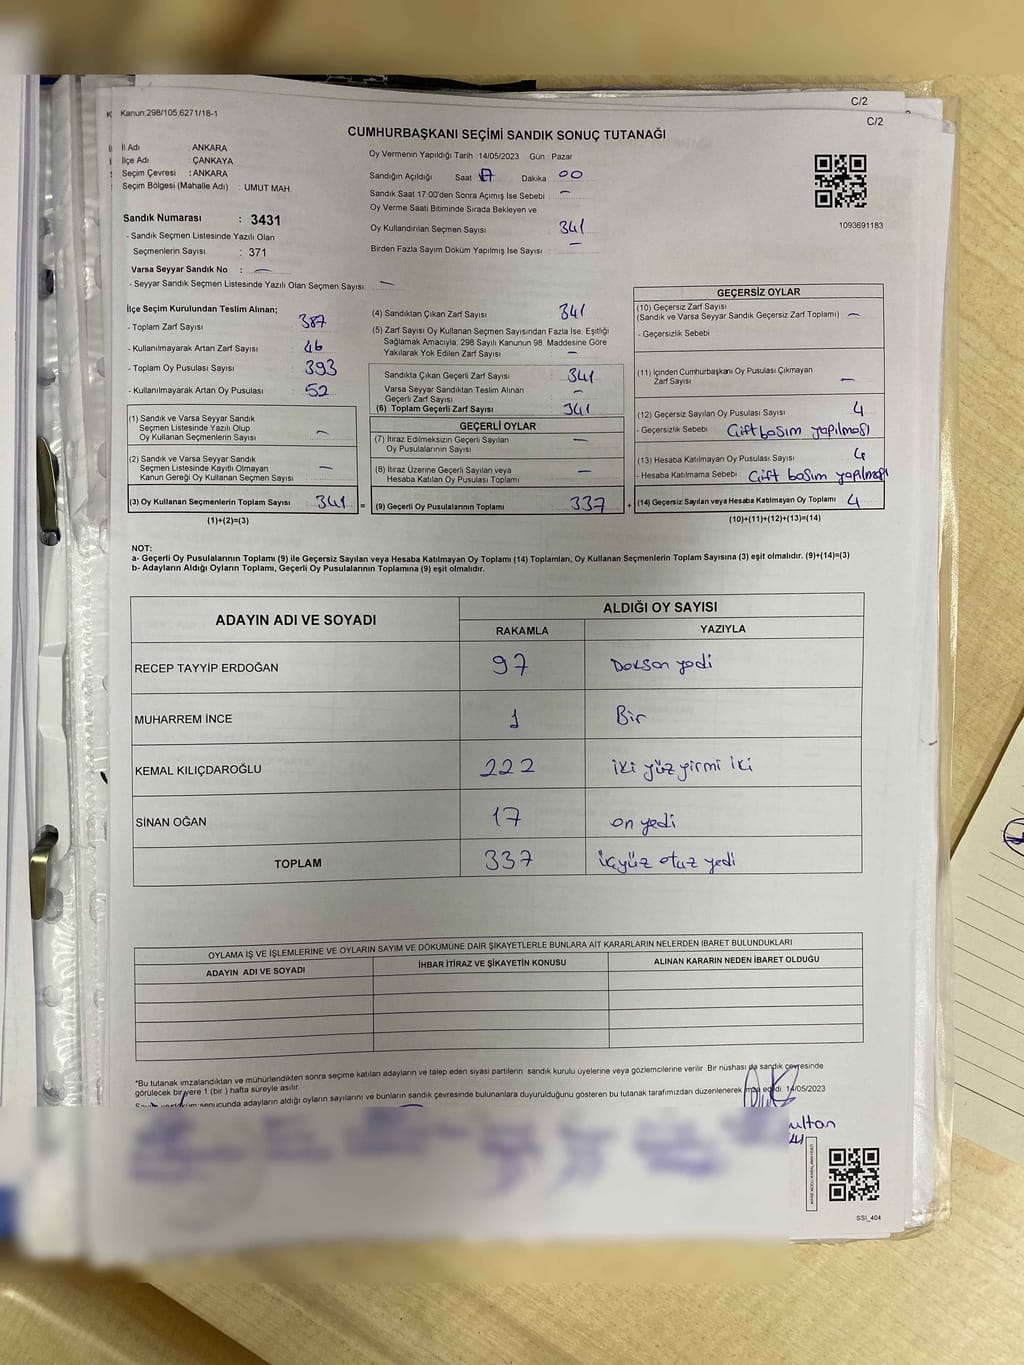 C/2
C/2
Kanun,298/105,6271/18-1
CUMHURBAŞKANI SEÇİMİ SANDIK SONUÇ TUTANAĞI
İl Adı : ANKARA
İlçe Adı : ÇANKAYA
Seçim Çevresi : ANKARA
Seçim Bölgesi (Mahalle Adı) : UMUT MAH.
Oy Vermenin Yapıldığı Tarih : 14/05/2023 Gün : Pazar
Sandığın Açıldığı Saat 17 Dakika 00
Sandık Saat 17:00'den Sonra Açımış İse Sebebi : —
Oy Verme Saati Bitiminde Sırada Bekleyen ve
Oy Kullandırılan Seçmen Sayısı : 341
Birden Fazla Sayım Döküm Yapılmış İse Sayısı : —
1093691183
Sandık Numarası : 3431
- Sandık Seçmen Listesinde Yazılı Olan
Seçmenlerin Sayısı : 371
Varsa Seyyar Sandık No : —
- Seyyar Sandık Seçmen Listesinde Yazılı Olan Seçmen Sayısı : —
İlçe Seçim Kurulundan Teslim Alınan;
- Toplam Zarf Sayısı 387
- Kullanılmayarak Artan Zarf Sayısı 46
- Toplam Oy Pusulası Sayısı 393
- Kullanılmayarak Artan Oy Pusulası 52
(1) Sandık ve Varsa Seyyar Sandık
Seçmen Listesinde Yazılı Olup
Oy Kullanan Seçmenlerin Sayısı —
(2) Sandık ve Varsa Seyyar Sandık
Seçmen Listesinde Kayıtlı Olmayan
Kanun Gereği Oy Kullanan Seçmen Sayısı —
(3) Oy Kullanan Seçmenlerin Toplam Sayısı 341
(1)+(2)=(3)
(4) Sandıktan Çıkan Zarf Sayısı 341
(5) Zarf Sayısı Oy Kullanan Seçmen Sayısından Fazla İse, Eşitliği
Sağlamak Amacıyla; 298 Sayılı Kanunun 98. Maddesine Göre
Yakılarak Yok Edilen Zarf Sayısı —
Sandıkta Çıkan Geçerli Zarf Sayısı 341
Varsa Seyyar Sandıktan Teslim Alınan
Geçerli Zarf Sayısı —
(6) Toplam Geçerli Zarf Sayısı 341
GEÇERLİ OYLAR
(7) İtiraz Edilmeksizin Geçerli Sayılan
Oy Pusulalarının Sayısı —
(8) İtiraz Üzerine Geçerli Sayılan veya
Hesaba Katılan Oy Pusulası Toplamı —
= (9) Geçerli Oy Pusulalarının Toplamı 337
GEÇERSİZ OYLAR
(10) Geçersiz Zarf Sayısı
(Sandık ve Varsa Seyyar Sandık Geçersiz Zarf Toplamı) —
- Geçersizlik Sebebi
(11) İçinden Cumhurbaşkanı Oy Pusulası Çıkmayan
Zarf Sayısı —
(12) Geçersiz Sayılan Oy Pusulası Sayısı 4
- Geçersizlik Sebebi Çift basım yapılması
(13) Hesaba Katılmayan Oy Pusulası Sayısı 4
- Hesaba Katılmama Sebebi Çift basım yapılması
+ (14) Geçersiz Sayılan veya Hesaba Katılmayan Oy Toplamı 4
(10)+(11)+(12)+(13)=(14)
NOT:
a- Geçerli Oy Pusulalarının Toplamı (9) ile Geçersiz Sayılan veya Hesaba Katılmayan Oy Toplamı (14) Toplamları, Oy Kullanan Seçmenlerin Toplam Sayısına (3) eşit olmalıdır. (9)+(14)=(3)
b- Adayların Aldığı Oyların Toplamı, Geçerli Oy Pusulalarının Toplamına (9) eşit olmalıdır.
ADAYIN ADI VE SOYADI ALDIĞI OY SAYISI
RAKAMLA YAZIYLA
RECEP TAYYİP ERDOĞAN 97 Doksan yedi
MUHARREM İNCE 1 Bir
KEMAL KILIÇDAROĞLU 222 iki yüz yirmi iki
SİNAN OĞAN 17 on yedi
TOPLAM 337 üçyüz otuz yedi
OYLAMA İŞ VE İŞLEMLERİNE VE OYLARIN SAYIM VE DÖKÜMÜNE DAİR ŞİKAYETLERLE BUNLARA AİT KARARLARIN NELERDEN İBARET BULUNDUKLARI
ADAYIN ADI VE SOYADI İHBAR İTİRAZ VE ŞİKAYETİN KONUSU ALINAN KARARIN NEDEN İBARET OLDUĞU
*Bu tutanak imzalandıktan ve mühürlendikten sonra seçime katılan adayların ve talep eden siyasi partilerin sandık kurulu üyelerine veya gözlemcilerine verilir. Bir nüshası da sandık çevresinde
görülecek bir yere 1 (bir ) hafta süreyle asılır.
sonucunda adayların aldığı oyların sayılarını ve bunların sandık çevresinde bulunanlara duyurulduğunu gösteren bu tutanak tarafımızdan düzenlenerek imza edildi. 14/05/2023
ultan
SSI_404